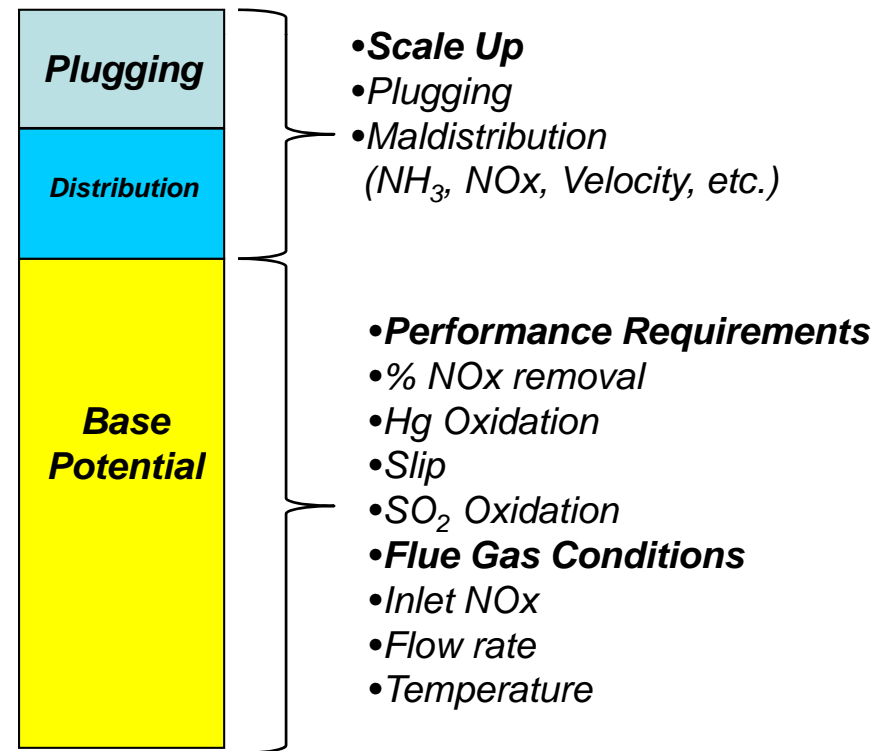 Plugging
Distribution
Base
Potential
•Scale Up
•Plugging
•Maldistribution
(NH₃, NOx, Velocity, etc.)
•Performance Requirements
•% NOx removal
•Hg Oxidation
•Slip
•SO₂ Oxidation
•Flue Gas Conditions
•Inlet NOx
•Flow rate
•Temperature